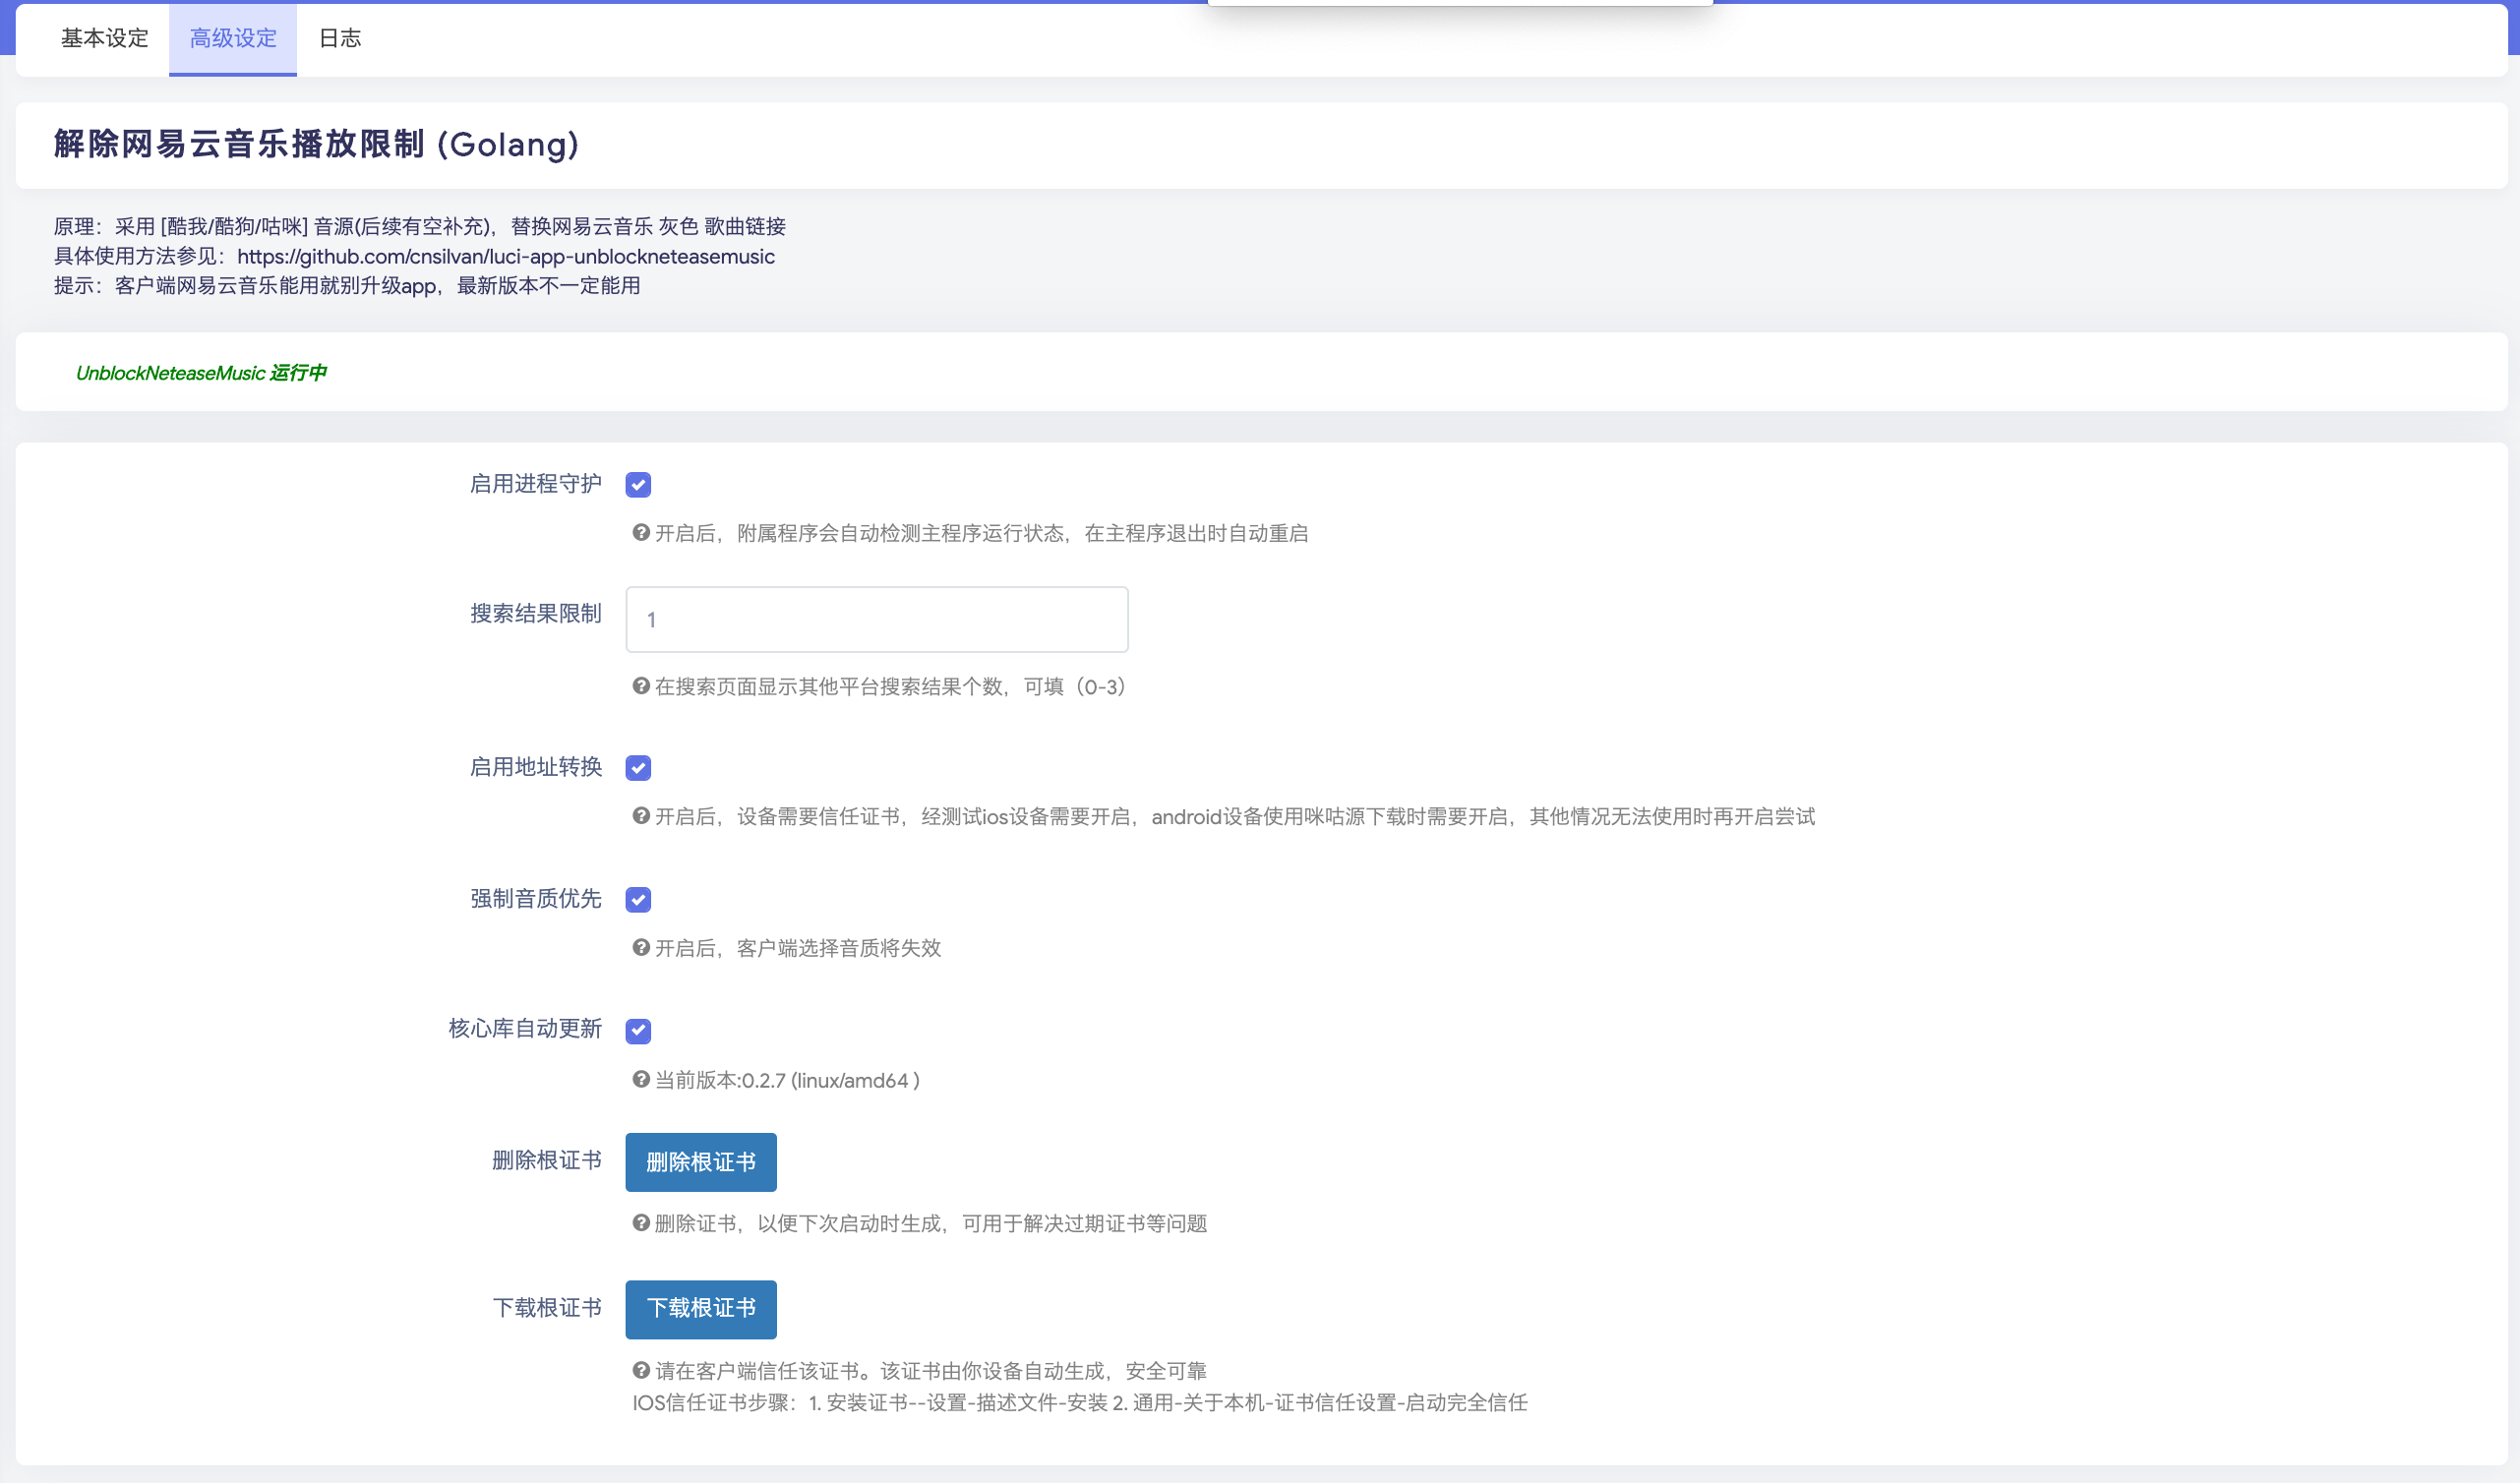 基本设定 高级设定 日志
解除网易云音乐播放限制 (Golang)
原理：采用 [酷我/酷狗/咕咪] 音源(后续有空补充)，替换网易云音乐 灰色 歌曲链接
具体使用方法参见：https://github.com/cnsilvan/luci-app-unblockneteasemusic
提示：客户端网易云音乐能用就别升级app，最新版本不一定能用
UnblockNeteaseMusic 运行中
启用进程守护
开启后，附属程序会自动检测主程序运行状态，在主程序退出时自动重启
搜索结果限制 1
在搜索页面显示其他平台搜索结果个数，可填（0-3）
启用地址转换
开启后，设备需要信任证书，经测试ios设备需要开启，android设备使用咪咕源下载时需要开启，其他情况无法使用时再开启尝试
强制音质优先
开启后，客户端选择音质将失效
核心库自动更新
当前版本:0.2.7 (linux/amd64 )
删除根证书 删除根证书
删除证书，以便下次启动时生成，可用于解决过期证书等问题
下载根证书 下载根证书
请在客户端信任该证书。该证书由你设备自动生成，安全可靠
IOS信任证书步骤：1. 安装证书--设置-描述文件-安装 2. 通用-关于本机-证书信任设置-启动完全信任